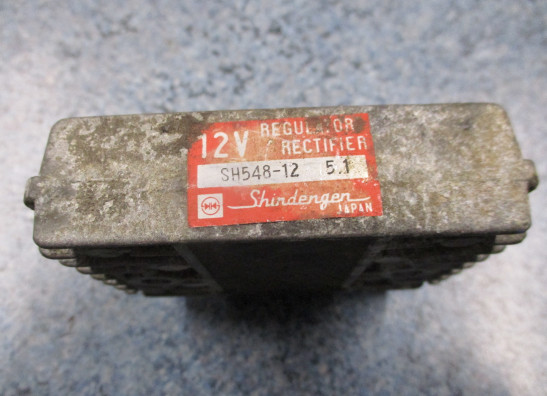 12V REGULATOR
RECTIFIER
SH548-12 5.1
Shindengen
JAPAN